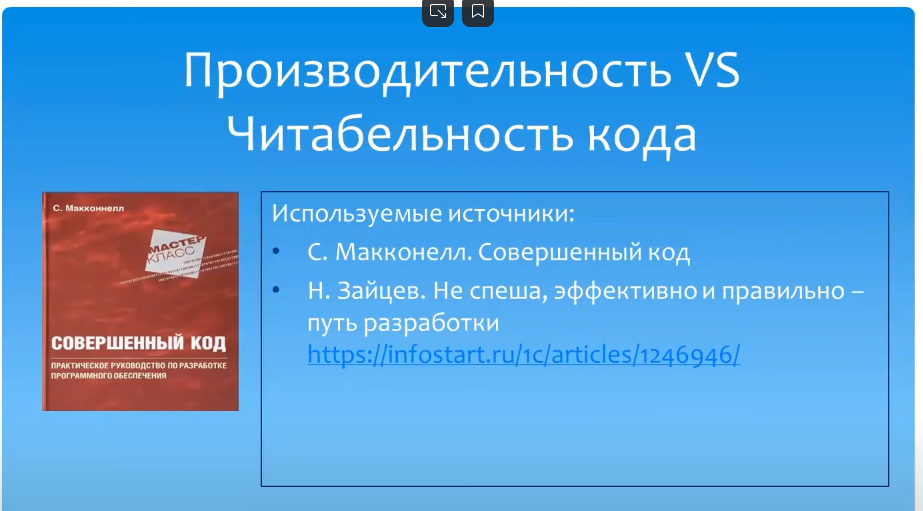 Производительность VS
Читабельность кода
С. Макконнелл
МАСТЕР
КЛАСС
СОВЕРШЕННЫЙ КОД
ПРАКТИЧЕСКОЕ РУКОВОДСТВО ПО РАЗРАБОТКЕ
ПРОГРАММНОГО ОБЕСПЕЧЕНИЯ
Используемые источники:
• С. Макконелл. Совершенный код
• Н. Зайцев. Не спеша, эффективно и правильно –
путь разработки
https://infostart.ru/1c/articles/1246946/